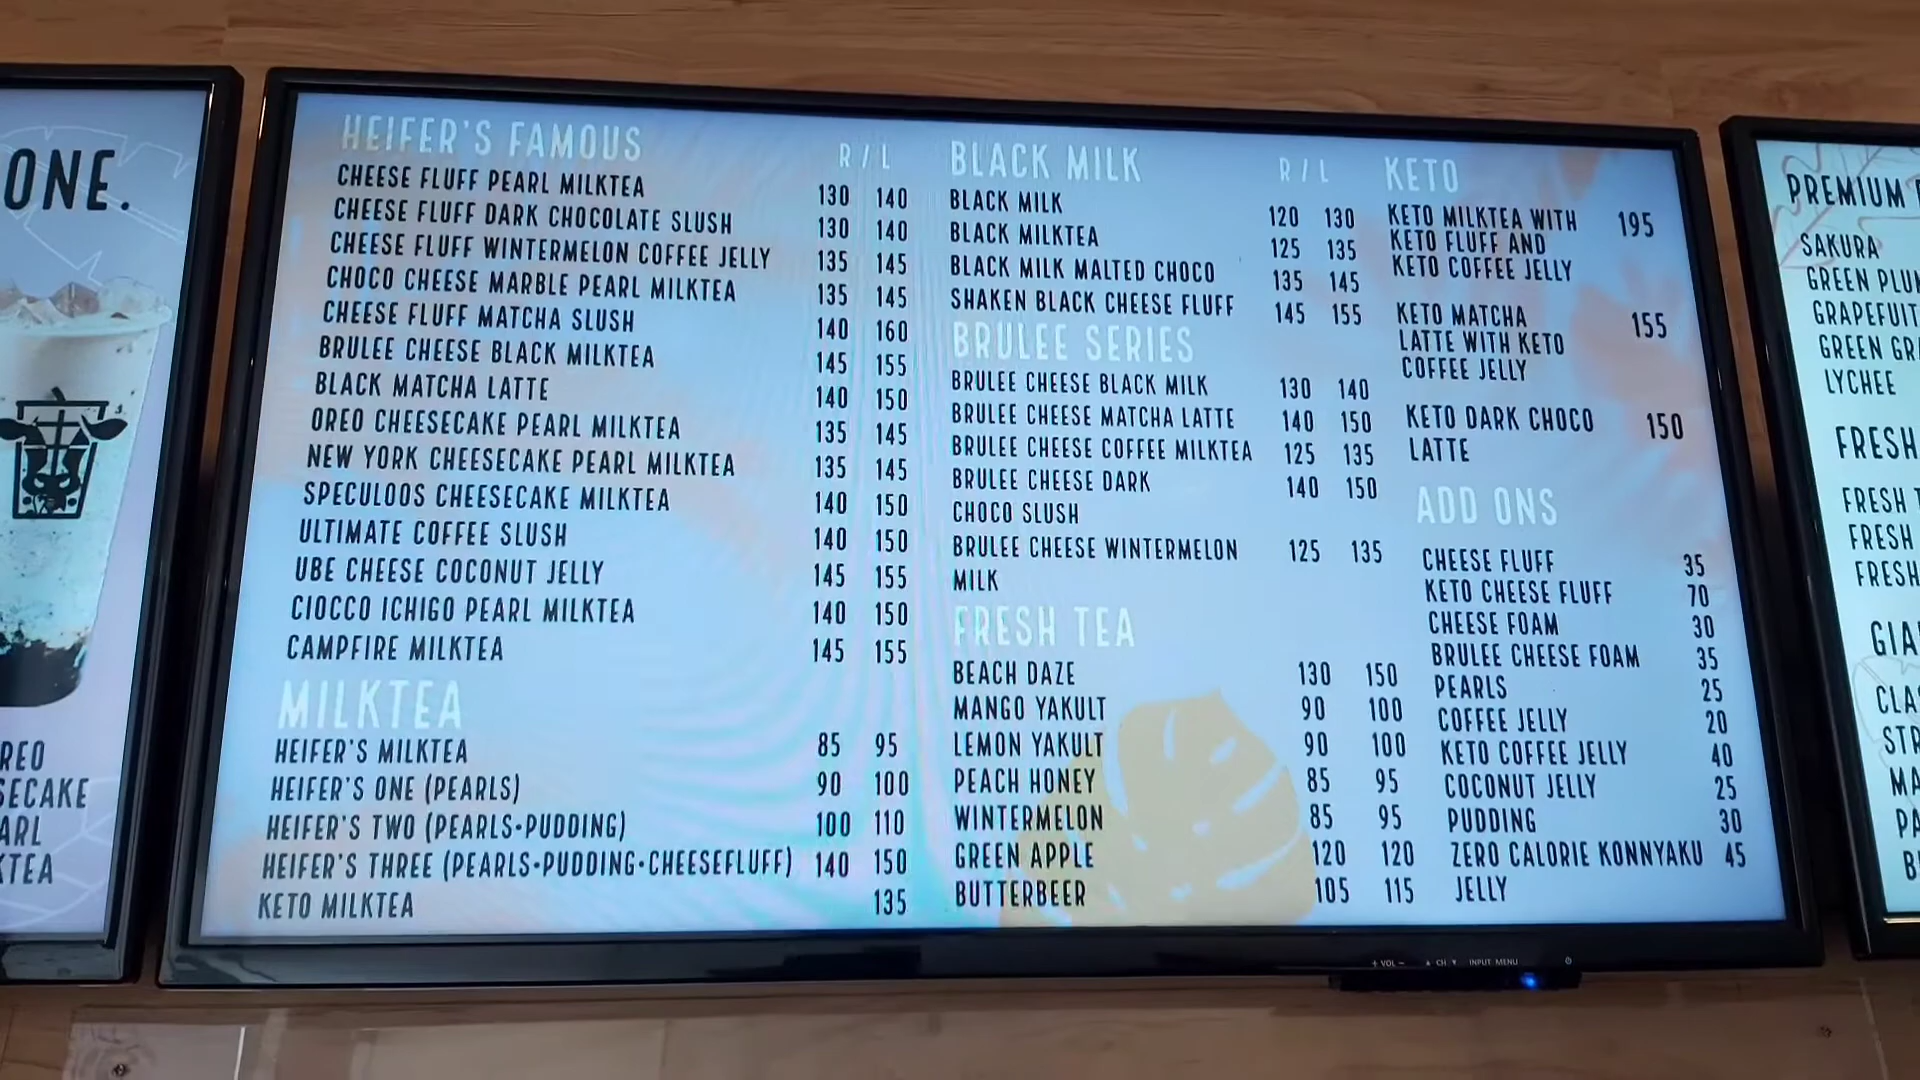 ONE.
REO
ARL
HEIFER'S FAMOUS R / L
CHEESE FLUFF PEARL MILKTEA 130 140
CHEESE FLUFF DARK CHOCOLATE SLUSH 130 140
CHEESE FLUFF WINTERMELON COFFEE JELLY 135 145
CHOCO CHEESE MARBLE PEARL MILKTEA 135 145
CHEESE FLUFF MATCHA SLUSH 140 160
BRULEE CHEESE BLACK MILKTEA 145 155
BLACK MATCHA LATTE 140 150
OREO CHEESECAKE PEARL MILKTEA 135 145
NEW YORK CHEESECAKE PEARL MILKTEA 135 145
SPECULOOS CHEESECAKE MILKTEA 140 150
ULTIMATE COFFEE SLUSH 140 150
UBE CHEESE COCONUT JELLY 145 155
CIOCCO ICHIGO PEARL MILKTEA 140 150
CAMPFIRE MILKTEA 145 155
MILKTEA
HEIFER'S MILKTEA 85 95
HEIFER'S ONE (PEARLS) 90 100
HEIFER'S TWO (PEARLS•PUDDING) 100 110
HEIFER'S THREE (PEARLS•PUDDING•CHEESEFLUFF) 140 150
KETO MILKTEA 135
BLACK MILK R / L
BLACK MILK 120 130
BLACK MILKTEA 125 135
BLACK MILK MALTED CHOCO 135 145
SHAKEN BLACK CHEESE FLUFF 145 155
BRULEE SERIES
BRULEE CHEESE BLACK MILK 130 140
BRULEE CHEESE MATCHA LATTE 140 150
BRULEE CHEESE COFFEE MILKTEA 125 135
BRULEE CHEESE DARK 140 150
CHOCO SLUSH
BRULEE CHEESE WINTERMELON 125 135
MILK
FRESH TEA
BEACH DAZE 130 150
MANGO YAKULT 90 100
LEMON YAKULT 90 100
PEACH HONEY 85 95
WINTERMELON 85 95
GREEN APPLE 120 120
BUTTERBEER 105 115
KETO
KETO MILKTEA WITH 195
KETO FLUFF AND
KETO COFFEE JELLY
KETO MATCHA 155
LATTE WITH KETO
COFFEE JELLY
KETO DARK CHOCO 150
LATTE
ADD ONS
CHEESE FLUFF 35
KETO CHEESE FLUFF 70
CHEESE FOAM 30
BRULEE CHEESE FOAM 35
PEARLS 25
COFFEE JELLY 20
KETO COFFEE JELLY 40
COCONUT JELLY 25
PUDDING 30
ZERO CALORIE KONNYAKU 45
JELLY
+ VOL − ▲ CH ▼ INPUT MENU
PREMIUM
SAKURA
GREEN
GRAPEFUIT
GREEN
LYCHEE
FRESH
FRESH
FRESH
FRESH